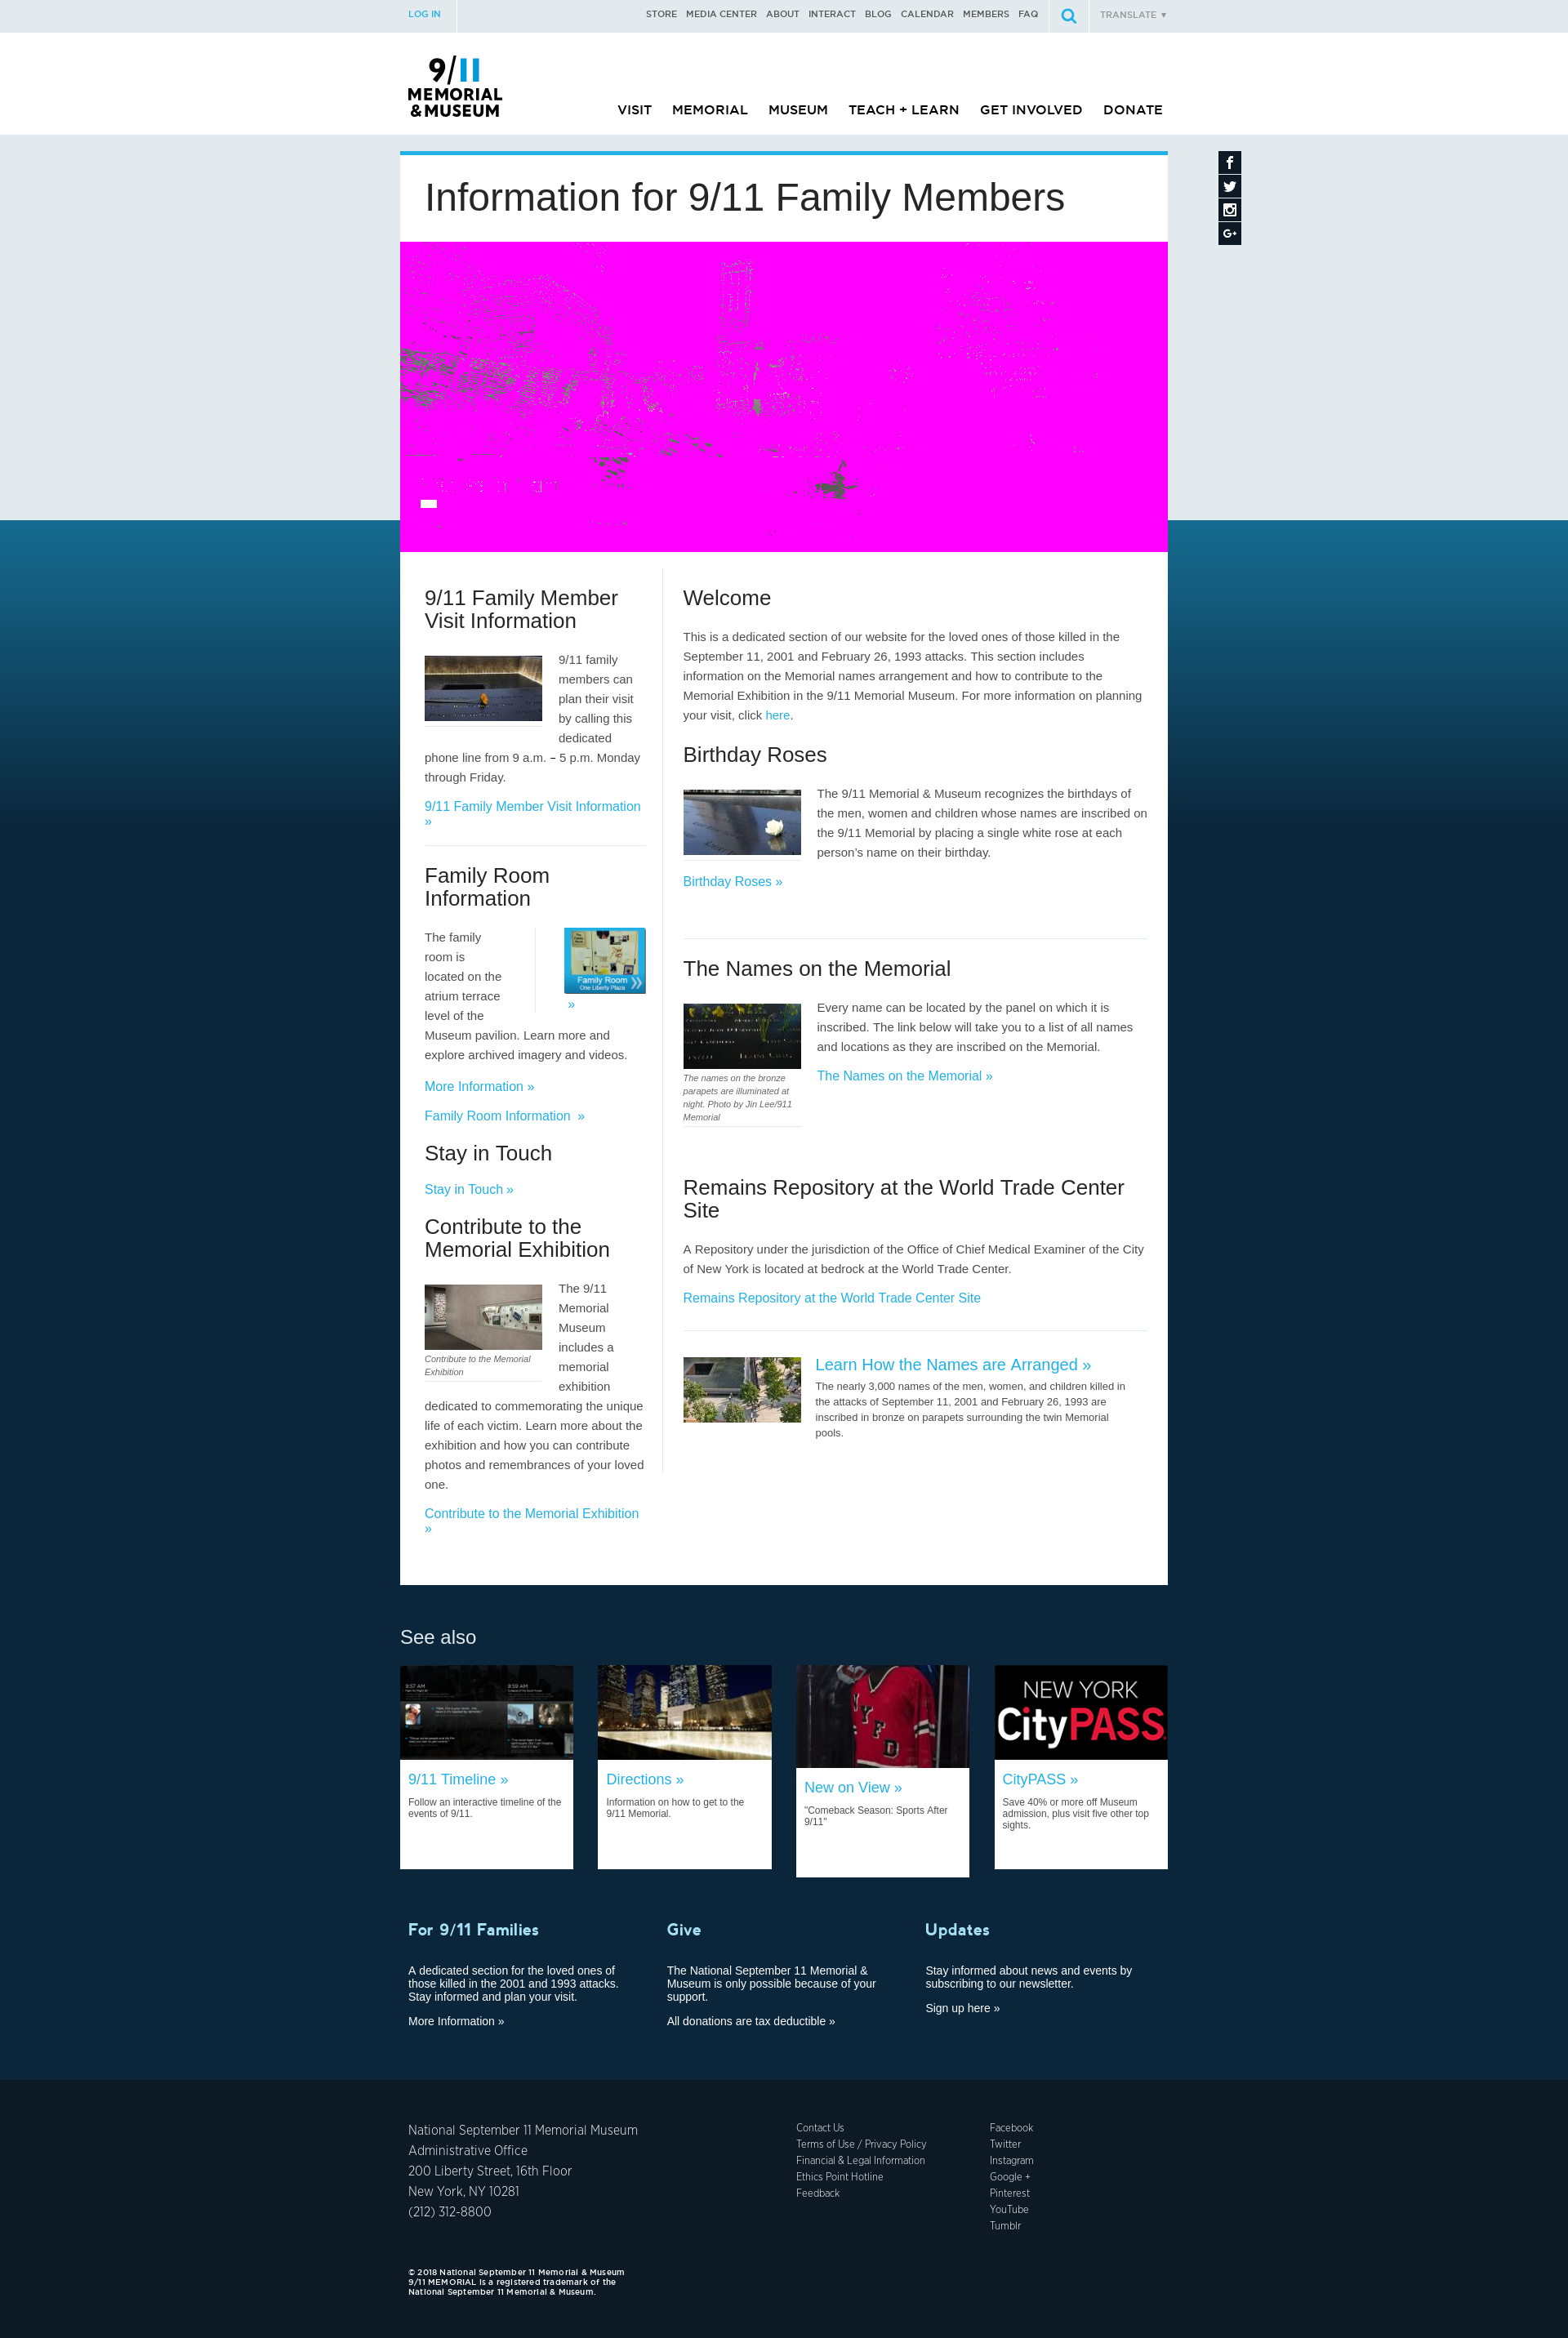 LOG IN
STORE MEDIA CENTER ABOUT INTERACT BLOG CALENDAR MEMBERS FAQ
TRANSLATE ▼
9/11
MEMORIAL
& MUSEUM
VISIT MEMORIAL MUSEUM TEACH + LEARN GET INVOLVED DONATE
Information for 9/11 Family Members
9/11 Family Member
Visit Information
9/11 family
members can
plan their visit
by calling this
dedicated
phone line from 9 a.m. – 5 p.m. Monday
through Friday.
9/11 Family Member Visit Information
»
Family Room
Information
The family
room is
located on the
atrium terrace
level of the
Museum pavilion. Learn more and
explore archived imagery and videos.
Family Room
One Liberty Plaza
»
More Information »
Family Room Information »
Stay in Touch
Stay in Touch »
Contribute to the
Memorial Exhibition
Contribute to the Memorial
Exhibition
The 9/11
Memorial
Museum
includes a
memorial
exhibition
dedicated to commemorating the unique
life of each victim. Learn more about the
exhibition and how you can contribute
photos and remembrances of your loved
one.
Contribute to the Memorial Exhibition
»
Welcome
This is a dedicated section of our website for the loved ones of those killed in the
September 11, 2001 and February 26, 1993 attacks. This section includes
information on the Memorial names arrangement and how to contribute to the
Memorial Exhibition in the 9/11 Memorial Museum. For more information on planning
your visit, click here.
Birthday Roses
The 9/11 Memorial & Museum recognizes the birthdays of
the men, women and children whose names are inscribed on
the 9/11 Memorial by placing a single white rose at each
person’s name on their birthday.
Birthday Roses »
The Names on the Memorial
The names on the bronze
parapets are illuminated at
night. Photo by Jin Lee/911
Memorial
Every name can be located by the panel on which it is
inscribed. The link below will take you to a list of all names
and locations as they are inscribed on the Memorial.
The Names on the Memorial »
Remains Repository at the World Trade Center
Site
A Repository under the jurisdiction of the Office of Chief Medical Examiner of the City
of New York is located at bedrock at the World Trade Center.
Remains Repository at the World Trade Center Site
Learn How the Names are Arranged »
The nearly 3,000 names of the men, women, and children killed in
the attacks of September 11, 2001 and February 26, 1993 are
inscribed in bronze on parapets surrounding the twin Memorial
pools.
See also
9:57 AM
9:59 AM
9/11 Timeline »
Follow an interactive timeline of the
events of 9/11.
Directions »
Information on how to get to the
9/11 Memorial.
NYFD
New on View »
"Comeback Season: Sports After
9/11"
NEW YORK
CityPASS
CityPASS »
Save 40% or more off Museum
admission, plus visit five other top
sights.
For 9/11 Families
A dedicated section for the loved ones of
those killed in the 2001 and 1993 attacks.
Stay informed and plan your visit.
More Information »
Give
The National September 11 Memorial &
Museum is only possible because of your
support.
All donations are tax deductible »
Updates
Stay informed about news and events by
subscribing to our newsletter.
Sign up here »
National September 11 Memorial Museum
Administrative Office
200 Liberty Street, 16th Floor
New York, NY 10281
(212) 312-8800
Contact Us
Terms of Use / Privacy Policy
Financial & Legal Information
Ethics Point Hotline
Feedback
Facebook
Twitter
Instagram
Google +
Pinterest
YouTube
Tumblr
© 2018 National September 11 Memorial & Museum
9/11 MEMORIAL is a registered trademark of the
National September 11 Memorial & Museum.